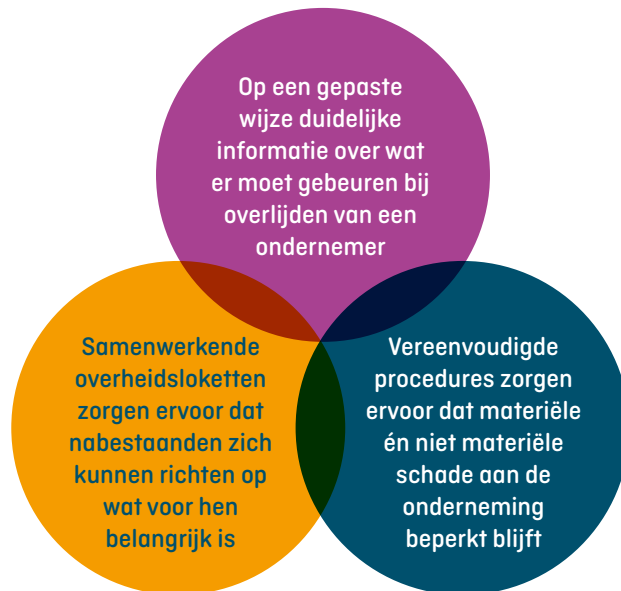 Op een gepaste
wijze duidelijke
informatie over wat
er moet gebeuren bij
overlijden van een
ondernemer
Samenwerkende
overheidsloketten
zorgen ervoor dat
nabestaanden zich
kunnen richten op
wat voor hen
belangrijk is
Vereenvoudigde
procedures zorgen
ervoor dat materiële
én niet materiële
schade aan de
onderneming
beperkt blijft